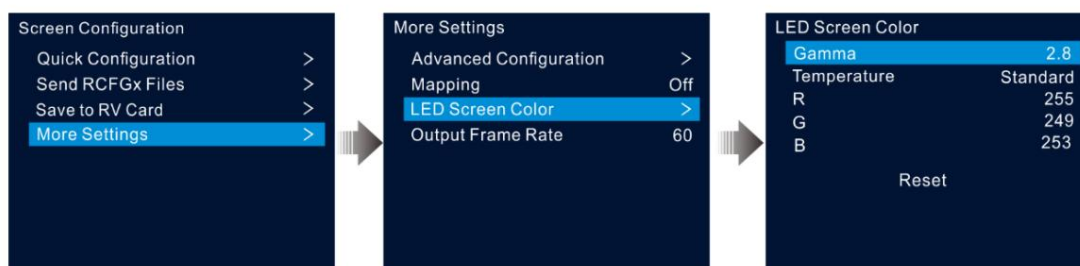 Screen Configuration
Quick Configuration >
Send RCFGx Files >
Save to RV Card >
More Settings >
More Settings
Advanced Configuration >
Mapping Off
LED Screen Color >
Output Frame Rate 60
LED Screen Color
Gamma 2.8
Temperature Standard
R 255
G 249
B 253
Reset